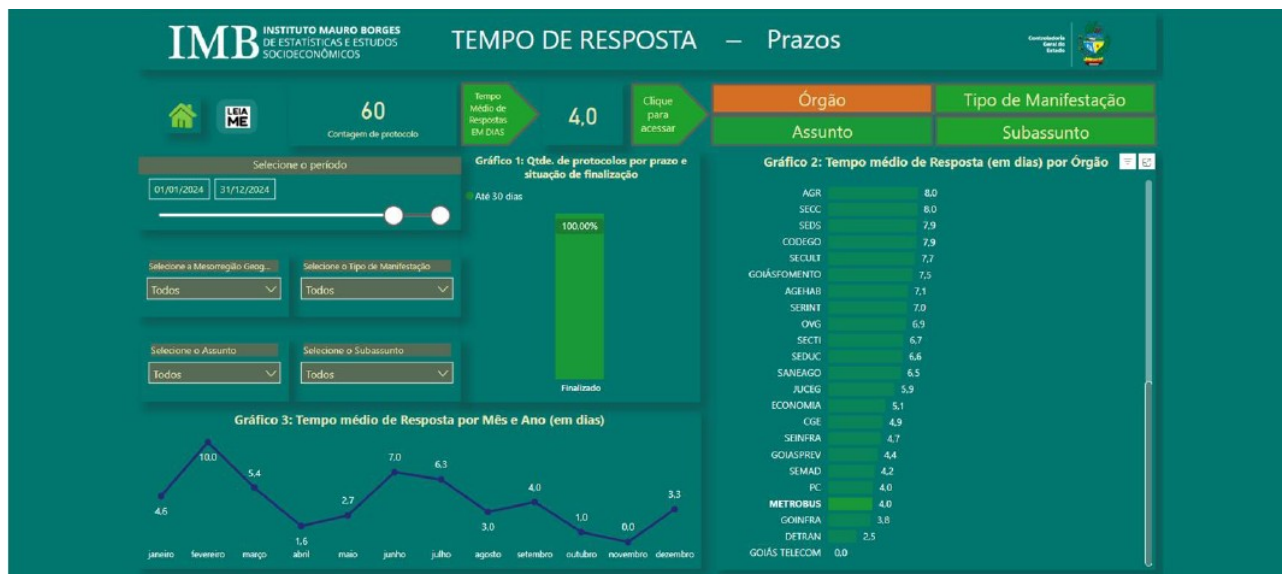 IMB INSTITUTO MAURO BORGES
DE ESTATÍSTICAS E ESTUDOS
SOCIOECONÔMICOS
TEMPO DE RESPOSTA – Prazos
Controladoria
Geral do
Estado
LEIA
ME
60
Contagem de protocolo
Tempo
Médio de
Respostas
EM DIAS
4,0
Clique
para
acessar
Órgão
Tipo de Manifestação
Assunto
Subassunto
Selecione o período
01/01/2024 31/12/2024
Selecione a Mesorregião Geog...
Todos
Selecione o Tipo de Manifestação
Todos
Selecione o Assunto
Todos
Selecione o Subassunto
Todos
Gráfico 1: Qtde. de protocolos por prazo e
situação de finalização
Até 30 dias
100,00%
Finalizado
Gráfico 2: Tempo médio de Resposta (em dias) por Órgão
AGR 8,0
SECC 8,0
SEDS 7,9
CODEGO 7,9
SECULT 7,7
GOIÁSFOMENTO 7,5
AGEHAB 7,1
SERINT 7,0
OVG 6,9
SECTI 6,7
SEDUC 6,6
SANEAGO 6,5
JUCEG 5,9
ECONOMIA 5,1
CGE 4,9
SEINFRA 4,7
GOIASPREV 4,4
SEMAD 4,2
PC 4,0
METROBUS 4,0
GOINFRA 3,8
DETRAN 2,5
GOIÁS TELECOM 0,0
Gráfico 3: Tempo médio de Resposta por Mês e Ano (em dias)
4.6 10.0 5.4 1.6 2.7 7.0 6.3 3.0 4.0 1.0 0.0 3.3
janeiro fevereiro março abril maio junho julho agosto setembro outubro novembro dezembro